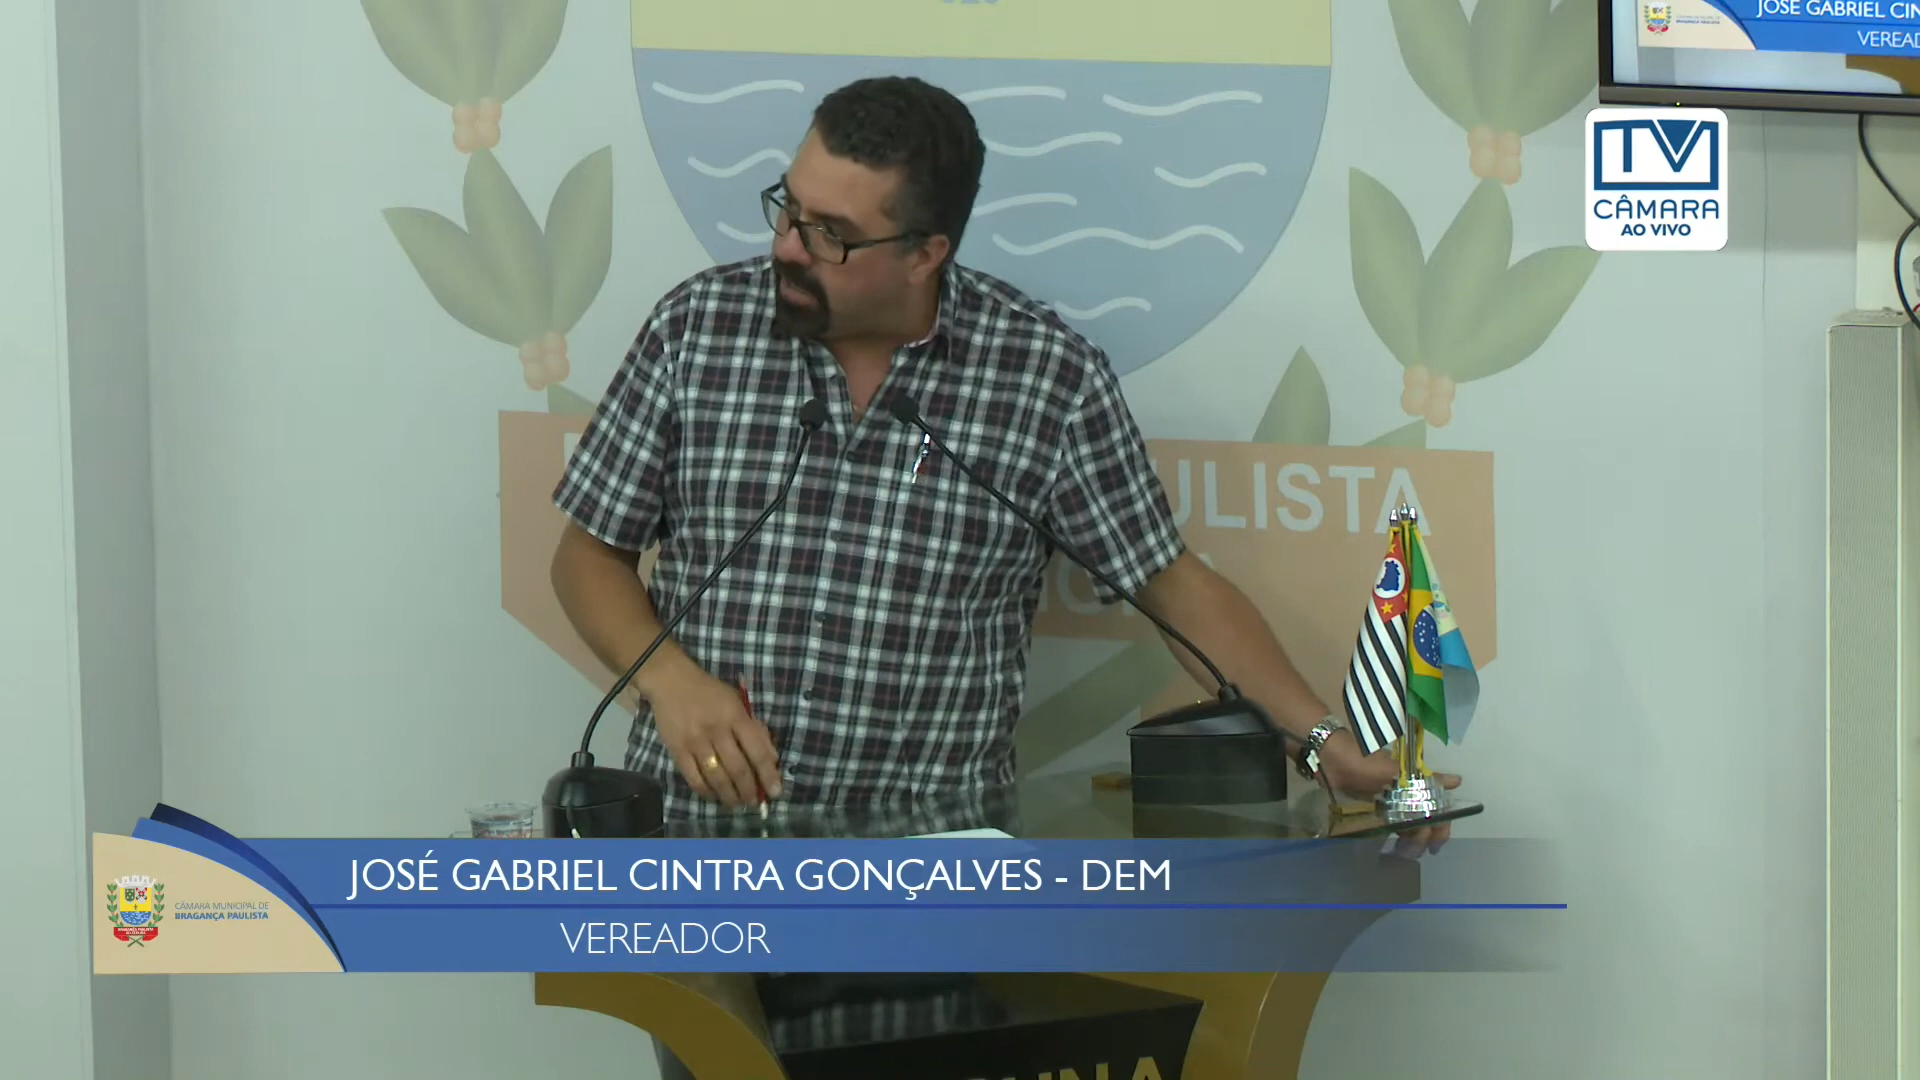 JOSÉ GABRIEL CIN
VEREAD
TV
CÂMARA
AO VIVO
ULISTA
JOSÉ GABRIEL CINTRA GONÇALVES - DEM
CÂMARA MUNICIPAL DE
BRAGANÇA PAULISTA
VEREADOR